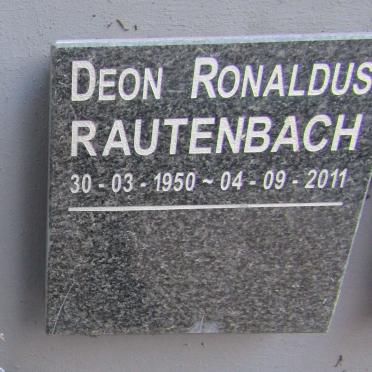 DEON RONALDUS
RAUTENBACH
30 - 03 - 1950 ~ 04 - 09 - 2011